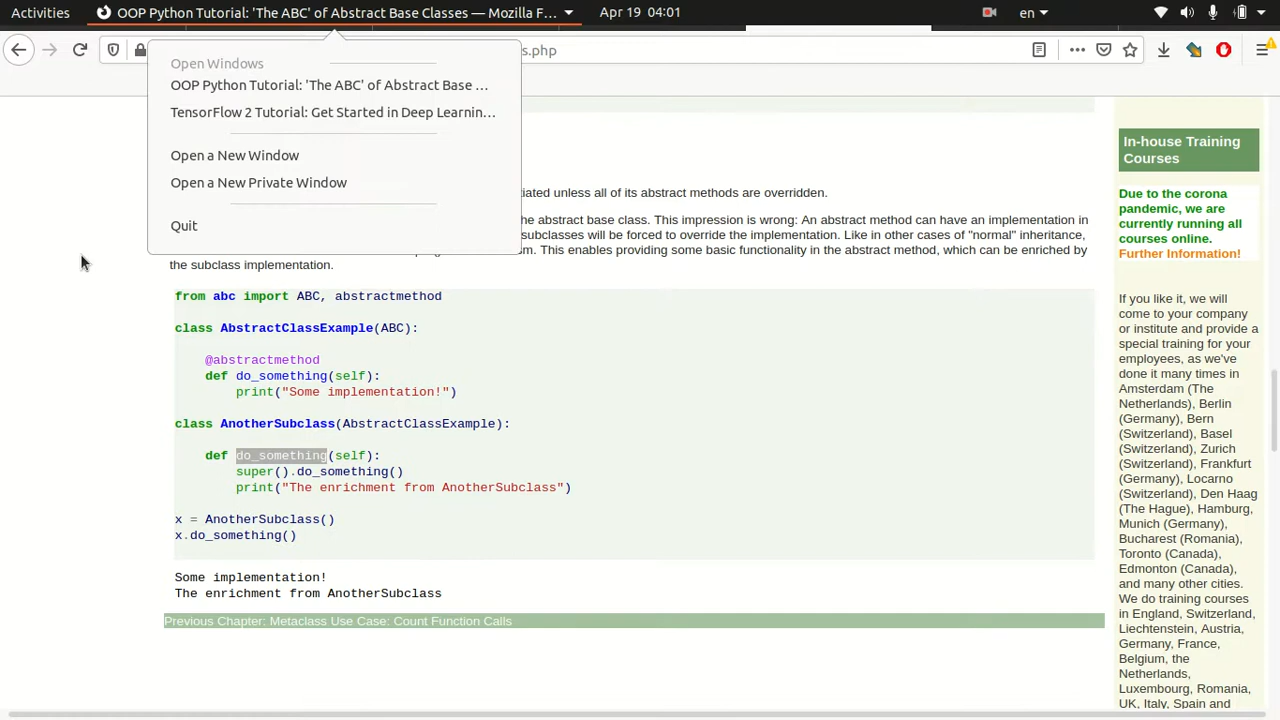 Activities
OOP Python Tutorial: 'The ABC' of Abstract Base Classes — Mozilla F…
Apr 19 04:01
en
s.php
Open Windows
OOP Python Tutorial: 'The ABC' of Abstract Base …
TensorFlow 2 Tutorial: Get Started in Deep Learnin…
Open a New Window
Open a New Private Window
Quit
tiated unless all of its abstract methods are overridden.
the abstract base class. This impression is wrong: An abstract method can have an implementation in
subclasses will be forced to override the implementation. Like in other cases of "normal" inheritance,
sm. This enables providing some basic functionality in the abstract method, which can be enriched by
the subclass implementation.
from abc import ABC, abstractmethod
class AbstractClassExample(ABC):
@abstractmethod
def do_something(self):
print("Some implementation!")
class AnotherSubclass(AbstractClassExample):
def do_something(self):
super().do_something()
print("The enrichment from AnotherSubclass")
x = AnotherSubclass()
x.do_something()
Some implementation!
The enrichment from AnotherSubclass
Previous Chapter: Metaclass Use Case: Count Function Calls
In-house Training
Courses
Due to the corona
pandemic, we are
currently running all
courses online.
Further Information!
If you like it, we will
come to your company
or institute and provide a
special training for your
employees, as we've
done it many times in
Amsterdam (The
Netherlands), Berlin
(Germany), Bern
(Switzerland), Basel
(Switzerland), Zurich
(Switzerland), Frankfurt
(Germany), Locarno
(Switzerland), Den Haag
(The Hague), Hamburg,
Munich (Germany),
Bucharest (Romania),
Toronto (Canada),
Edmonton (Canada),
and many other cities.
We do training courses
in England, Switzerland,
Liechtenstein, Austria,
Germany, France,
Belgium, the
Netherlands,
Luxembourg, Romania,
UK, Italy, Spain and